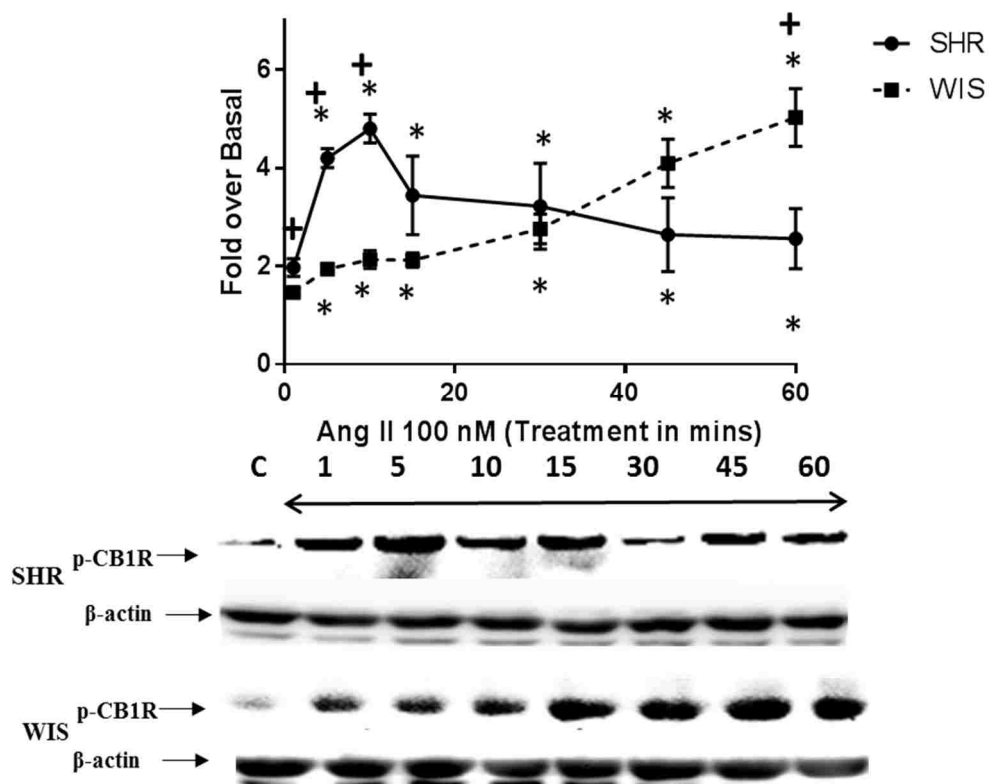 +
SHR
WIS
+
* 
6
+
*
*
*
*
*
4
Fold over Basal
+
2
*
*
*
*
*
*
0
0 20 40 60
Ang II 100 nM (Treatment in mins)
C 1 5 10 15 30 45 60
p-CB1R
SHR
β-actin
p-CB1R
WIS
β-actin